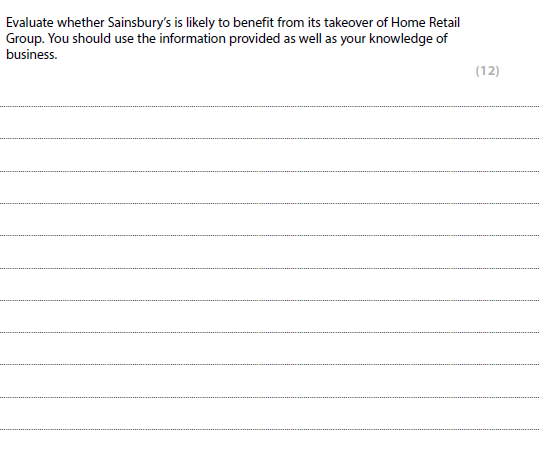 Evaluate whether Sainsbury's is likely to benefit from its takeover of Home Retail
Group. You should use the information provided as well as your knowledge of
business.
(12)